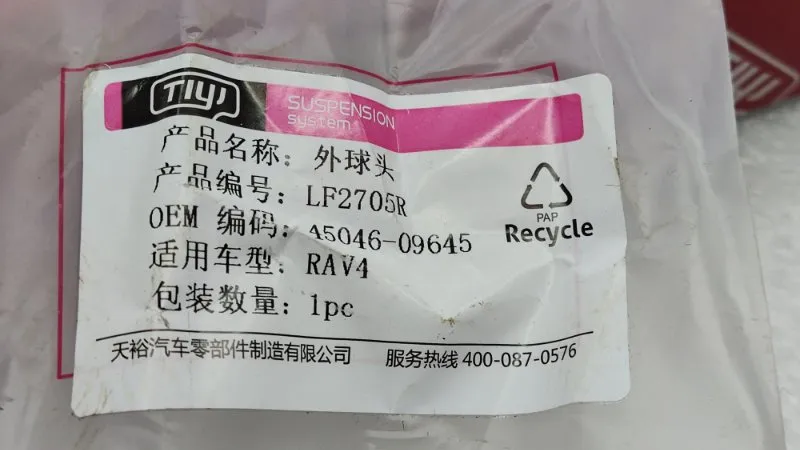 TIYI
SUSPENSION
system
产品名称：外球头
产品编号：LF2705R
OEM 编码：45046-09645
适用车型：RAV4
包装数量：1pc
PAP
Recycle
天裕汽车零部件制造有限公司
服务热线 400-087-0576
TIYI